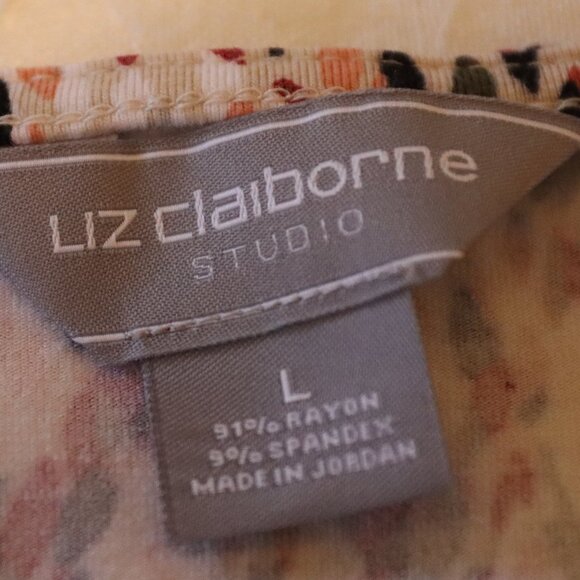 LIZ claiborne
STUDIO
L
91% RAYON
9% SPANDEX
MADE IN JORDAN